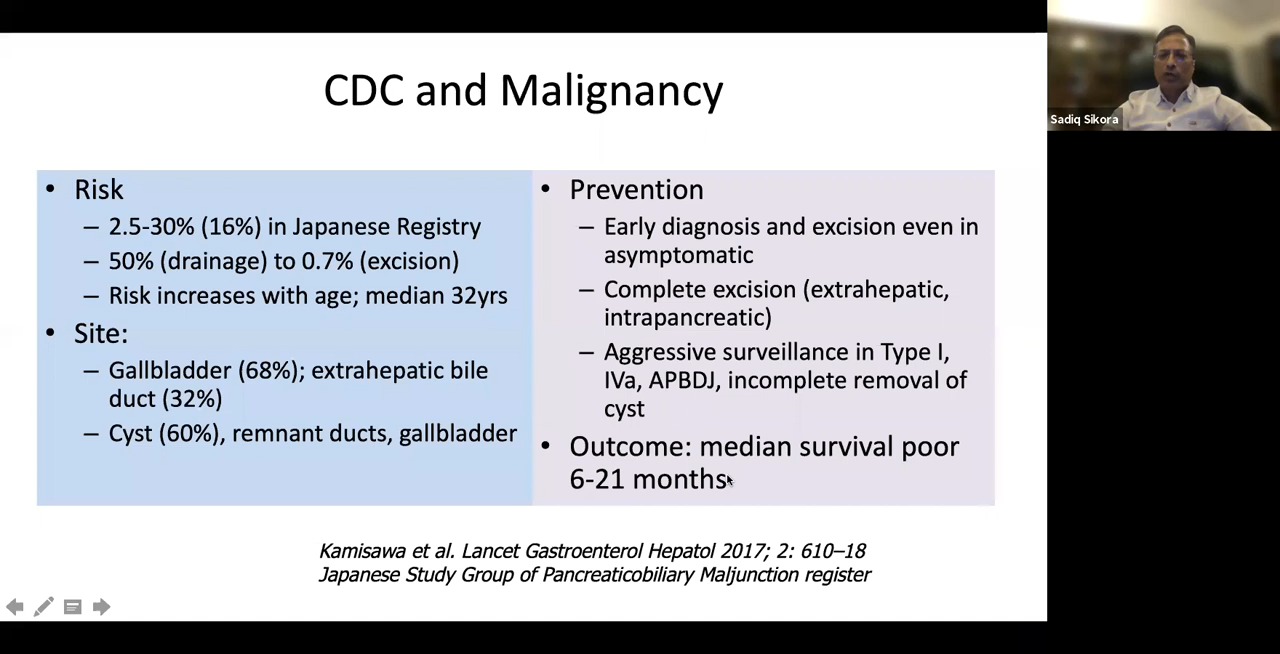 CDC and Malignancy
Sadiq Sikora
• Risk
– 2.5-30% (16%) in Japanese Registry
– 50% (drainage) to 0.7% (excision)
– Risk increases with age; median 32yrs
• Site:
– Gallbladder (68%); extrahepatic bile
duct (32%)
– Cyst (60%), remnant ducts, gallbladder
• Prevention
– Early diagnosis and excision even in
asymptomatic
– Complete excision (extrahepatic,
intrapancreatic)
– Aggressive surveillance in Type I,
IVa, APBDJ, incomplete removal of
cyst
• Outcome: median survival poor
6-21 months
Kamisawa et al. Lancet Gastroenterol Hepatol 2017; 2: 610–18
Japanese Study Group of Pancreaticobiliary Maljunction register